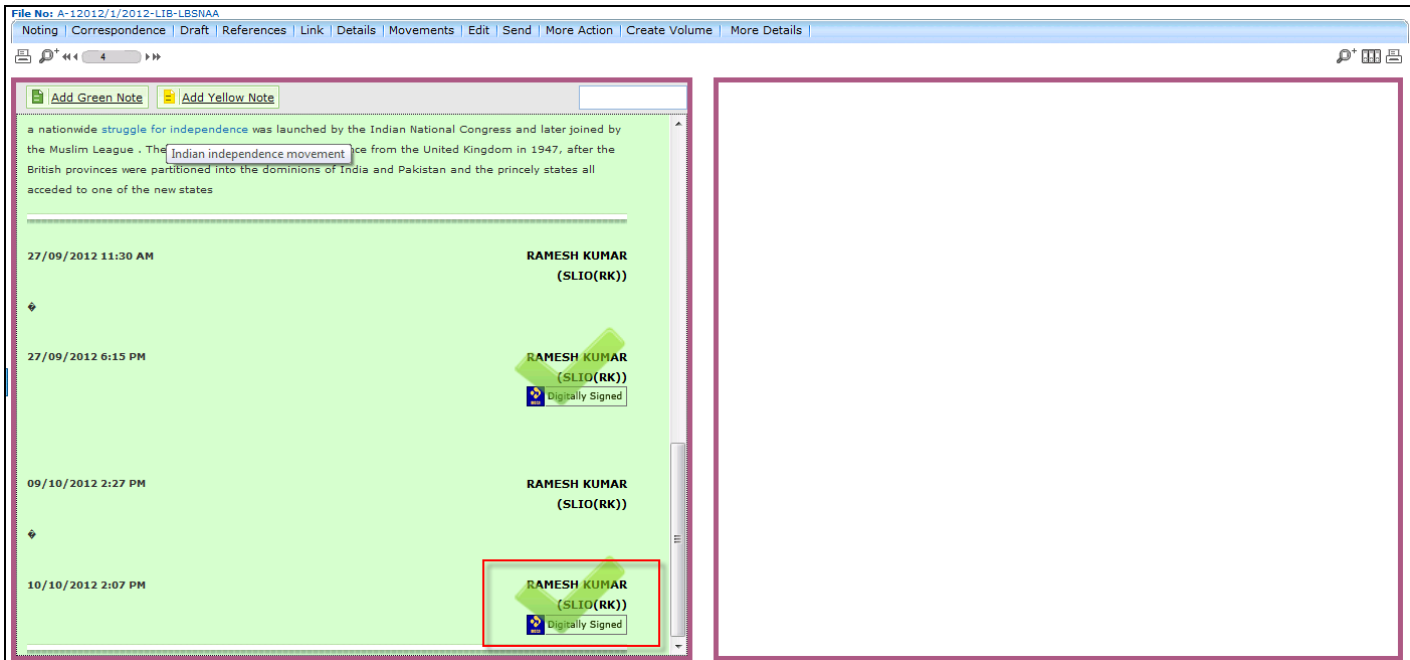 File No: A-12012/1/2012-LIB-LBSNAA
Noting | Correspondence | Draft | References | Link | Details | Movements | Edit | Send | More Action | Create Volume | More Details |
4
Add Green Note Add Yellow Note
a nationwide struggle for independence was launched by the Indian National Congress and later joined by
the Muslim League . The
Indian independence movement
ce from the United Kingdom in 1947, after the
British provinces were partitioned into the dominions of India and Pakistan and the princely states all
acceded to one of the new states
27/09/2012 11:30 AM RAMESH KUMAR
(SLIO(RK))
�
27/09/2012 6:15 PM RAMESH KUMAR
(SLIO(RK))
Digitally Signed
09/10/2012 2:27 PM RAMESH KUMAR
(SLIO(RK))
�
10/10/2012 2:07 PM RAMESH KUMAR
(SLIO(RK))
Digitally Signed